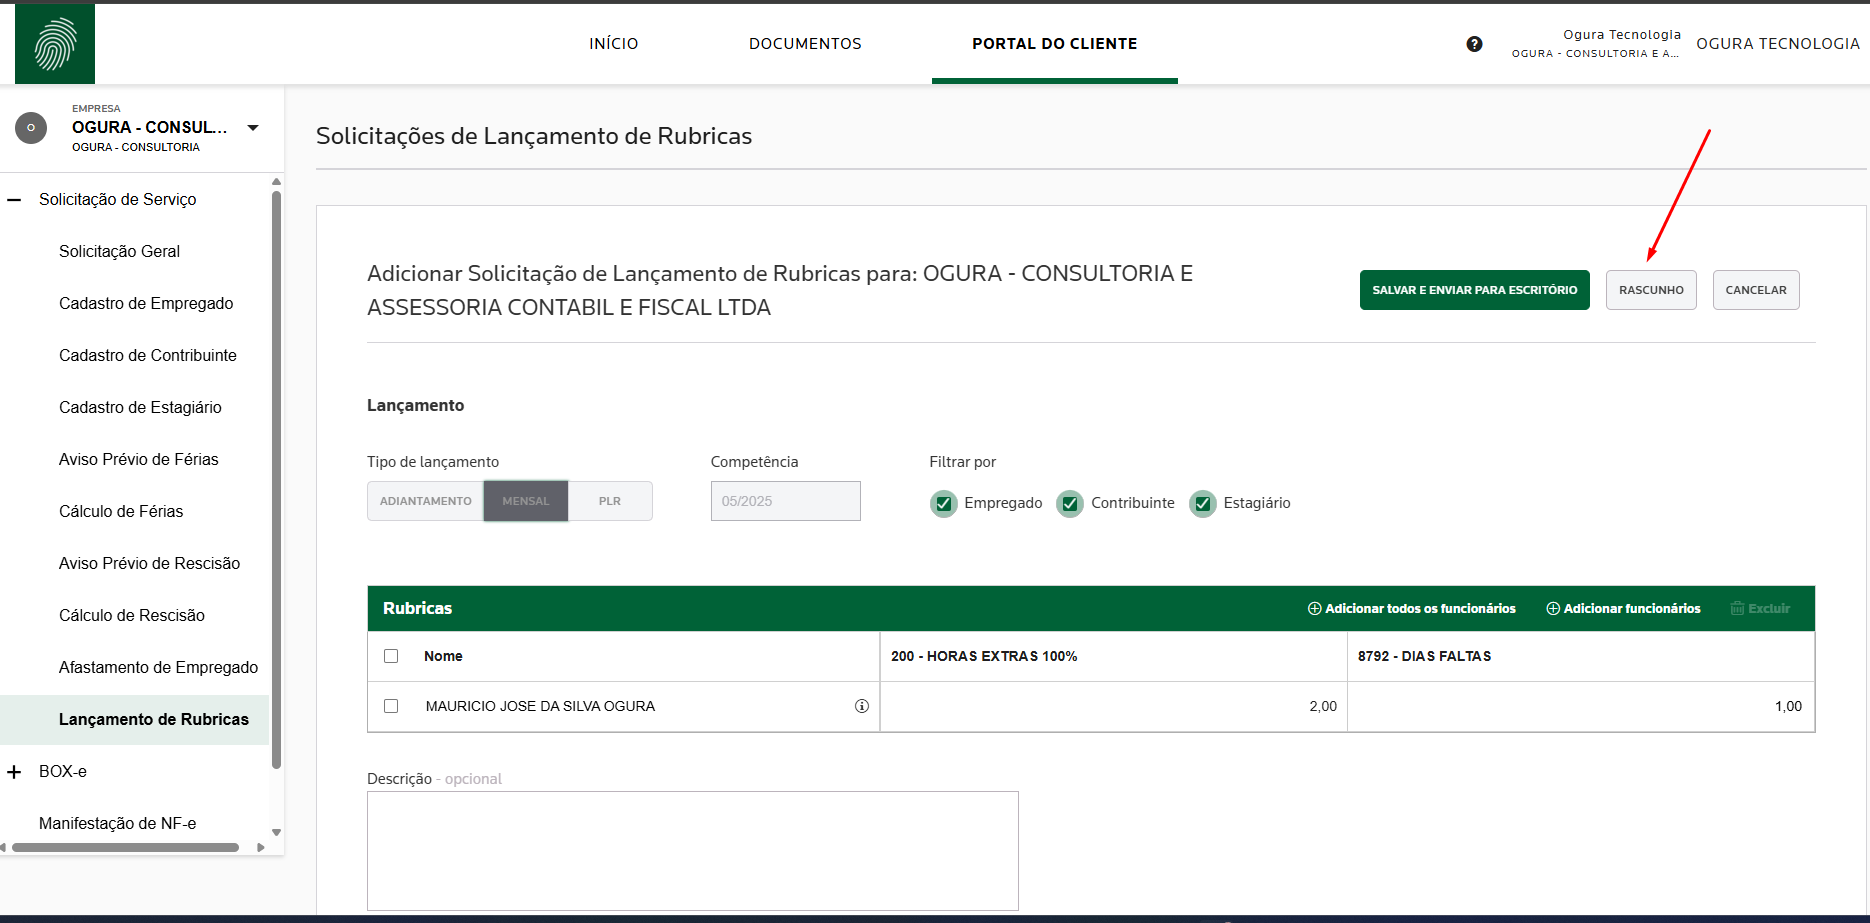 INÍCIO
DOCUMENTOS
PORTAL DO CLIENTE
?
Ogura Tecnologia
OGURA - CONSULTORIA E A...
OGURA TECNOLOGIA
O
EMPRESA
OGURA - CONSUL...
OGURA - CONSULTORIA
Solicitação de Serviço
Solicitação Geral
Cadastro de Empregado
Cadastro de Contribuinte
Cadastro de Estagiário
Aviso Prévio de Férias
Cálculo de Férias
Aviso Prévio de Rescisão
Cálculo de Rescisão
Afastamento de Empregado
Lançamento de Rubricas
BOX-e
Manifestação de NF-e
Solicitações de Lançamento de Rubricas
Adicionar Solicitação de Lançamento de Rubricas para: OGURA - CONSULTORIA E
ASSESSORIA CONTABIL E FISCAL LTDA
SALVAR E ENVIAR PARA ESCRITÓRIO
RASCUNHO
CANCELAR
Lançamento
Tipo de lançamento
ADIANTAMENTO
MENSAL
PLR
Competência
05/2025
Filtrar por
Empregado
Contribuinte
Estagiário
Rubricas
Adicionar todos os funcionários
Adicionar funcionários
Excluir
Nome
200 - HORAS EXTRAS 100%
8792 - DIAS FALTAS
MAURICIO JOSE DA SILVA OGURA
2,00
1,00
Descrição - opcional